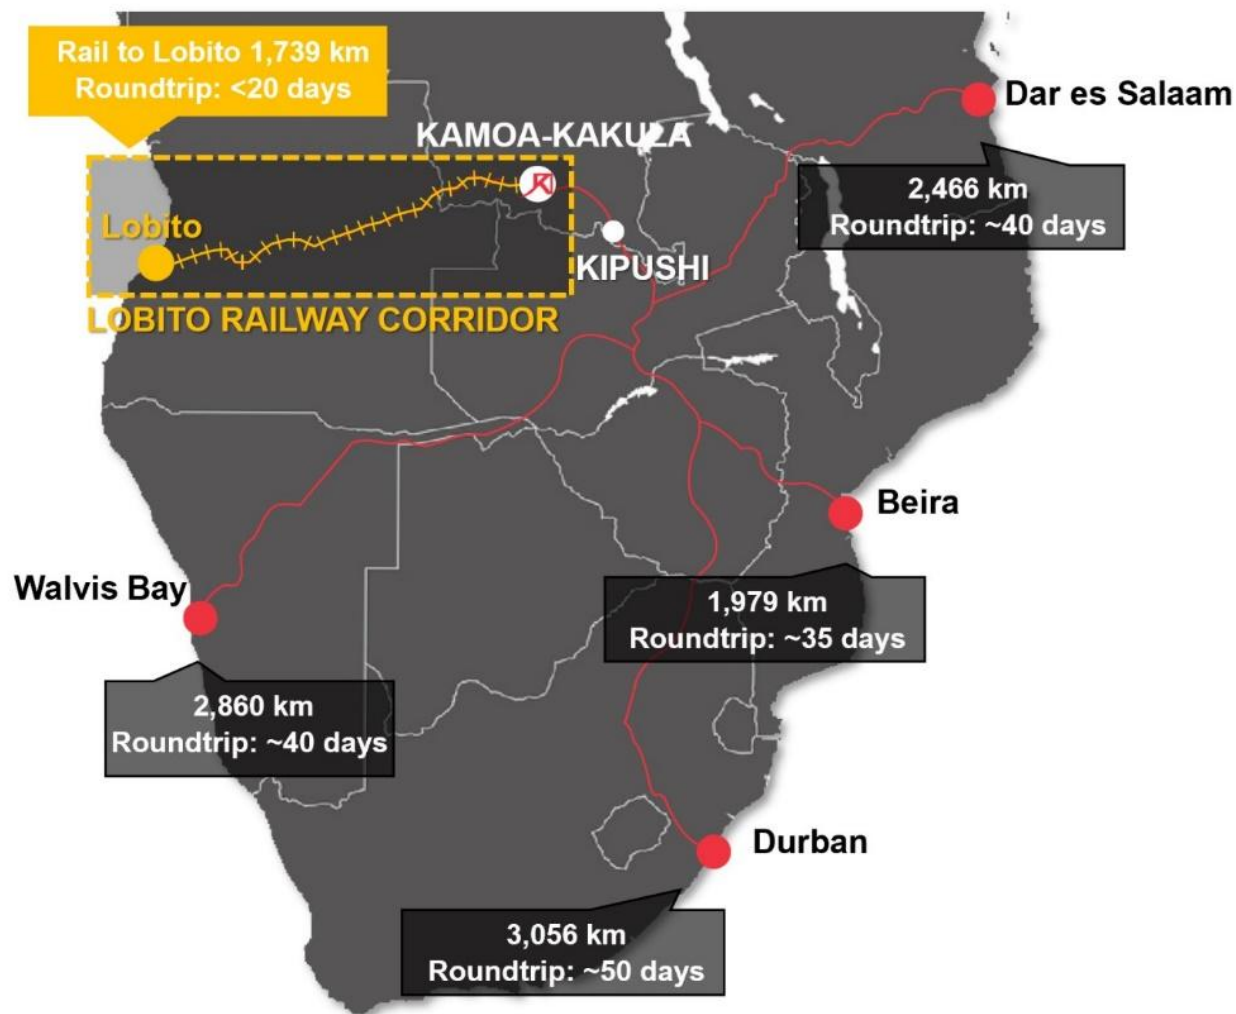 Rail to Lobito 1,739 km
Roundtrip: <20 days
Dar es Salaam
KAMOA-KAKULA
2,466 km
Roundtrip: ~40 days
Lobito
KIPUSHI
LOBITO RAILWAY CORRIDOR
Beira
Walvis Bay
1,979 km
Roundtrip: ~35 days
2,860 km
Roundtrip: ~40 days
Durban
3,056 km
Roundtrip: ~50 days